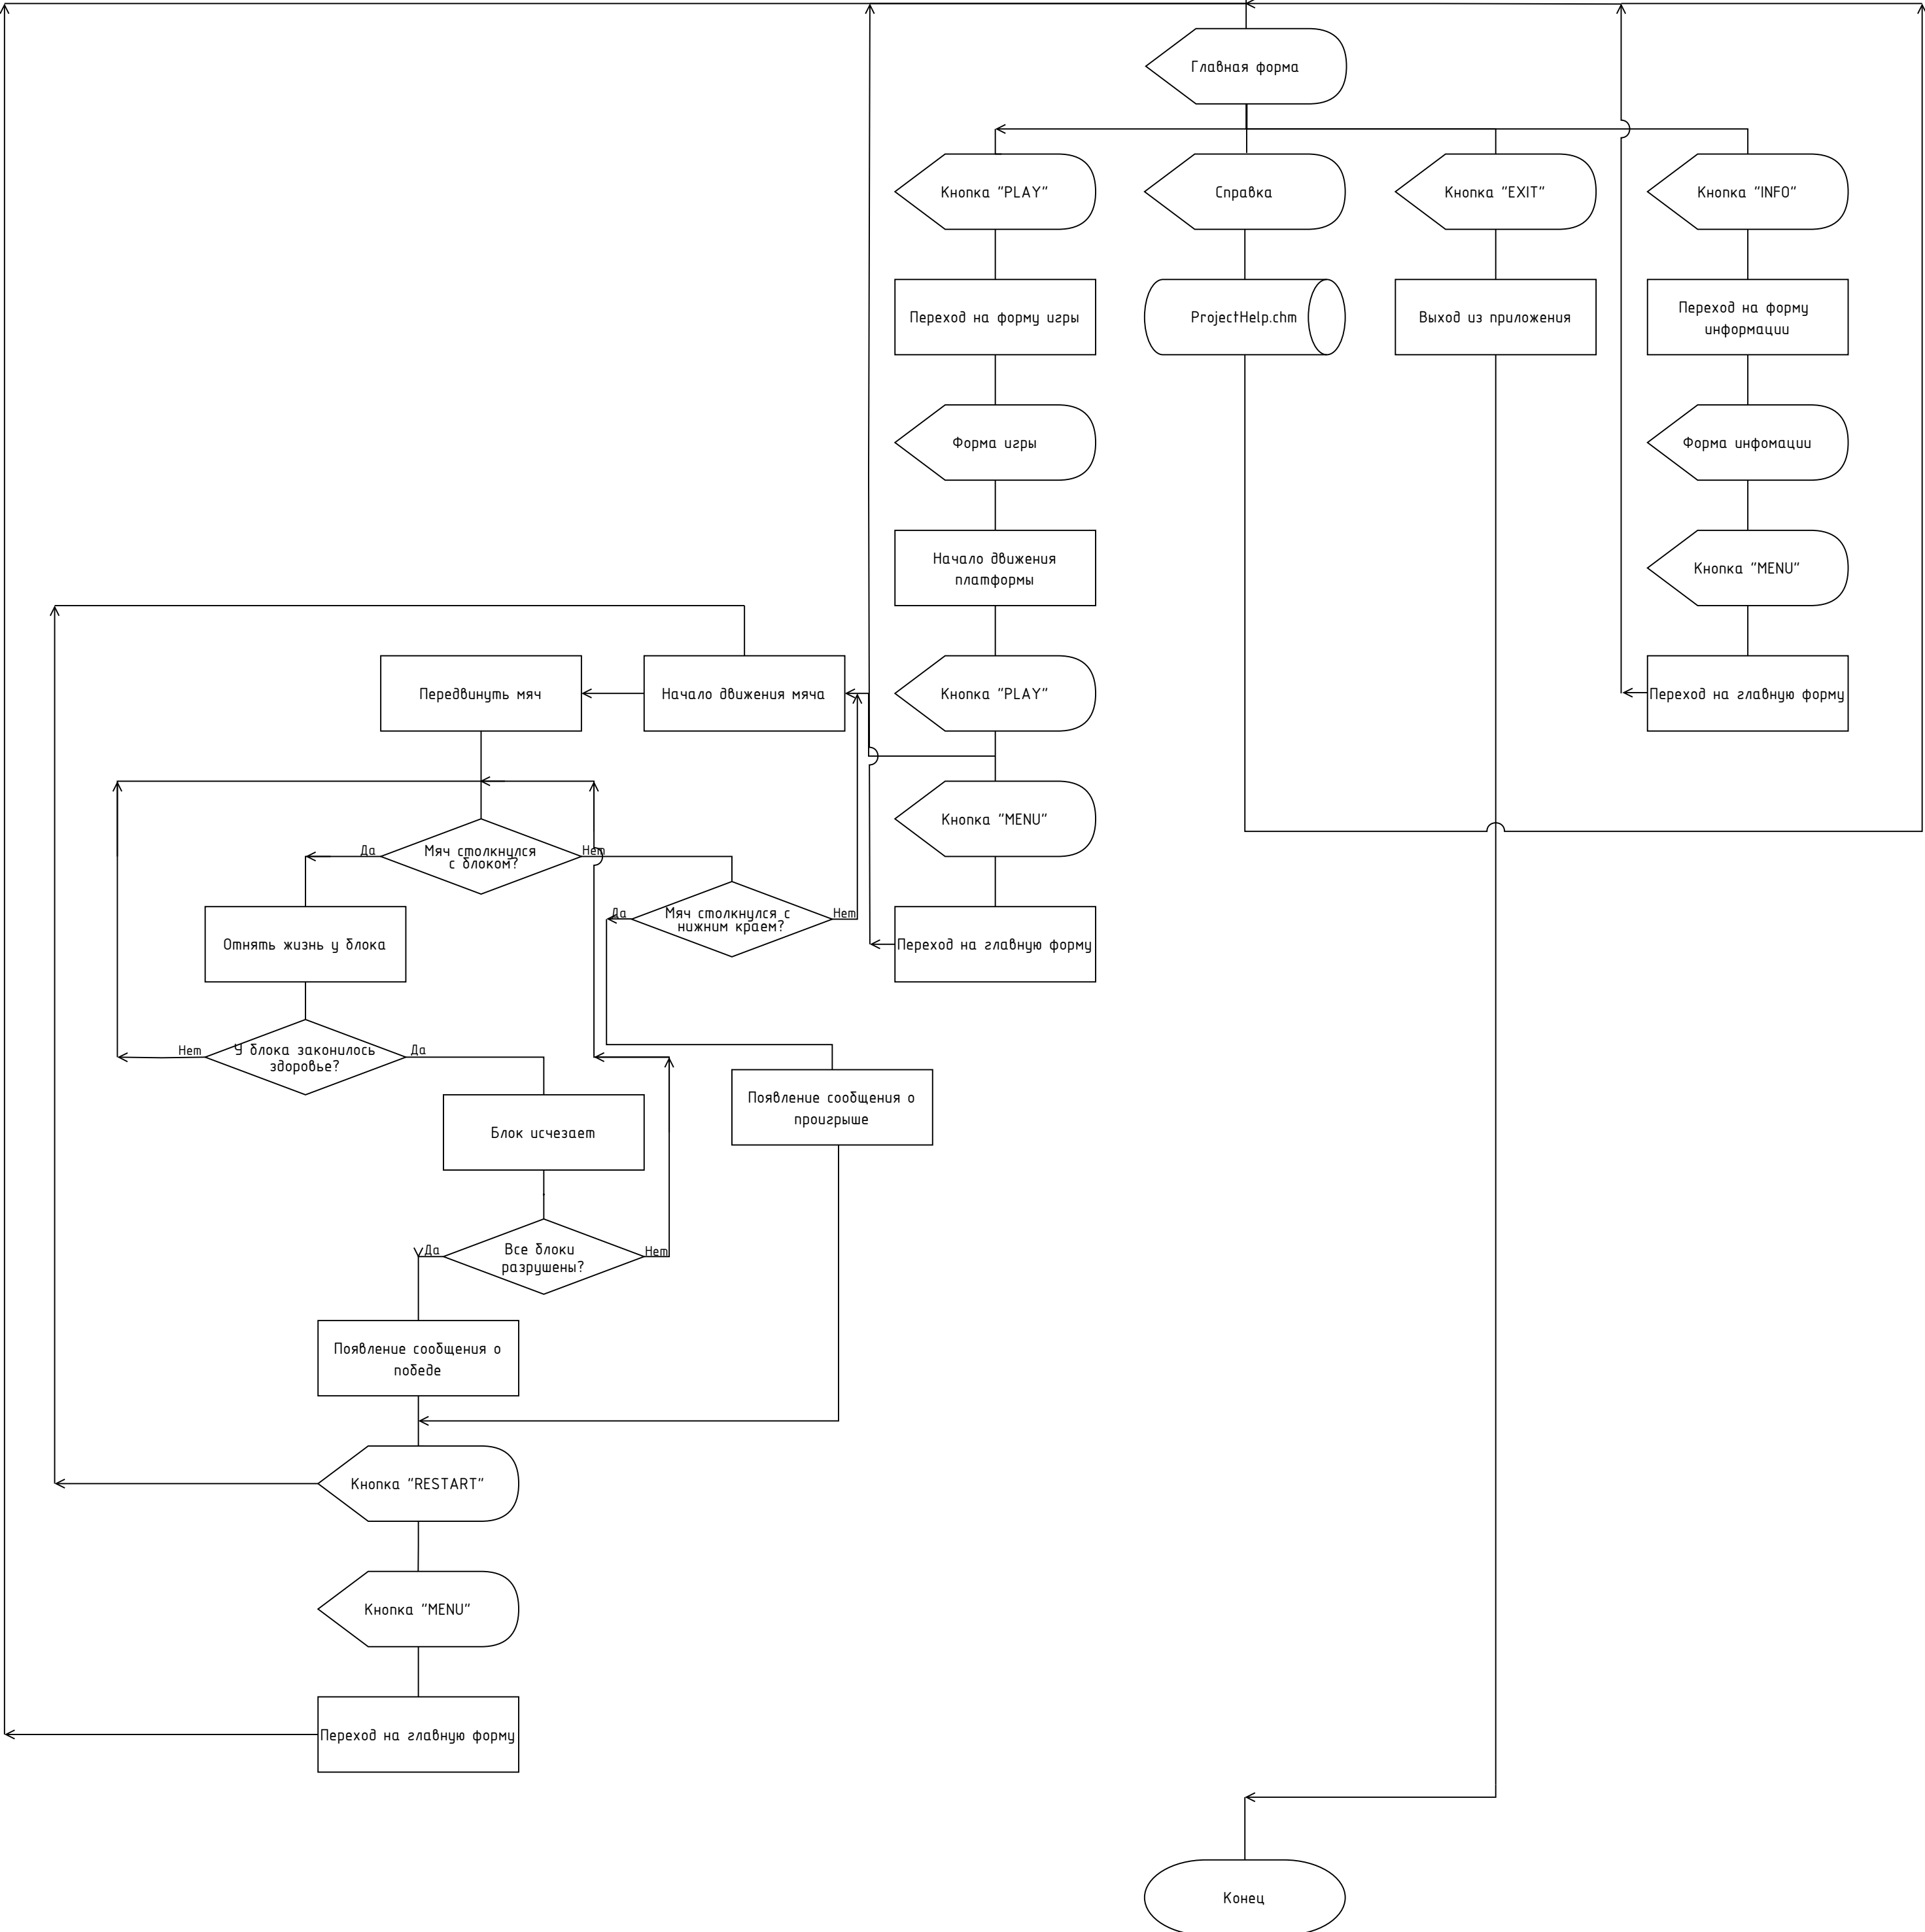 Главная форма
Кнопка "PLAY"
Справка
Кнопка "EXIT"
Кнопка "INFO"
Переход на форму игры
ProjectHelp.chm
Выход из приложения
Переход на форму
информации
Форма игры
Форма инфомации
Начало движения
платформы
Кнопка "MENU"
Передвинуть мяч
Начало движения мяча
Кнопка "PLAY"
Переход на главную форму
Кнопка "MENU"
Да
Мяч столкнулся
с блоком?
Нет
Да
Мяч столкнулся с
нижним краем?
Нет
Отнять жизнь у блока
Переход на главную форму
Нет
У блока законилось
здоровье?
Да
Появление сообщения о
проигрыше
Блок исчезает
Да
Все блоки
разрушены?
Нет
Появление сообщения о
победе
Кнопка "RESTART"
Кнопка "MENU"
Переход на главную форму
Конец